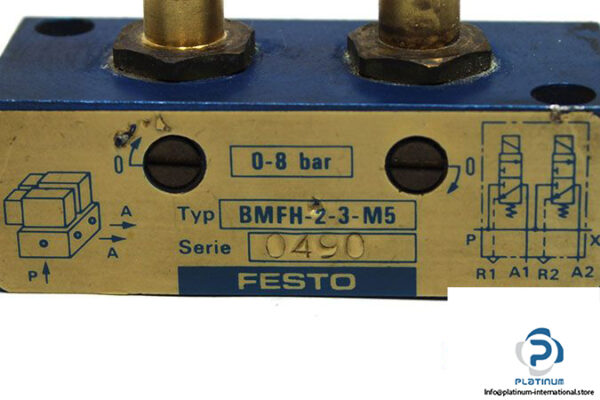 0
0-8 bar
0
Typ BMFH-2-3-M5
Serie 0490
FESTO
A
A
P
P X
R1 A1 R2 A2
PLATINUM
info@platinum-international.store